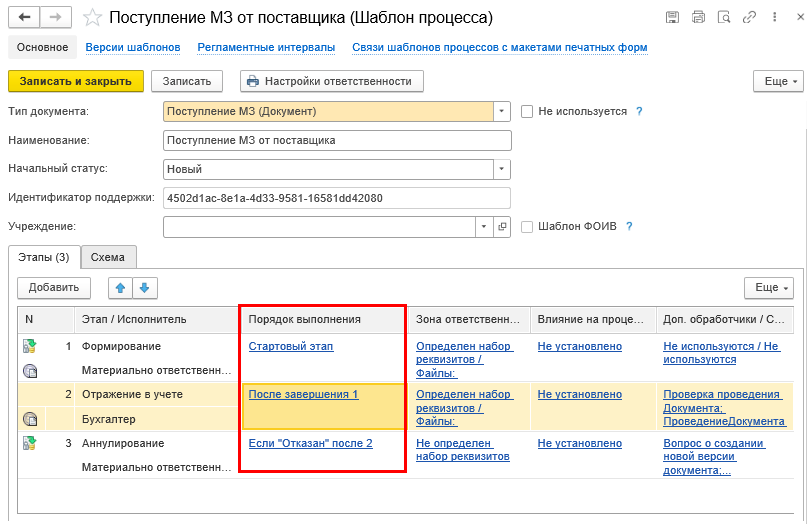 Поступление МЗ от поставщика (Шаблон процесса)
Основное Версии шаблонов Регламентные интервалы Связи шаблонов процессов с макетами печатных форм
Записать и закрыть Записать Настройки ответственности Еще
Тип документа: Поступление МЗ (Документ) Не используется ?
Наименование: Поступление МЗ от поставщика
Начальный статус: Новый
Идентификатор поддержки: 4502d1ac-8e1a-4d33-9581-16581dd42080
Учреждение: Шаблон ФОИВ ?
Этапы (3) Схема
Добавить Еще
N Этап / Исполнитель Порядок выполнения Зона ответственн... Влияние на проце... Доп. обработчики / С...
1 Формирование Стартовый этап Определен набор Не установлено Не используются / Не
реквизитов / используются
Материально ответственн... Файлы:
2 Отражение в учете После завершения 1 Определен набор Не установлено Проверка проведения
реквизитов / Документа;
Бухгалтер Файлы: ПроведениеДокумента
3 Аннулирование Если "Отказан" после 2 Не определен Не установлено Вопрос о создании
набор реквизитов новой версии
Материально ответственн... документа;...